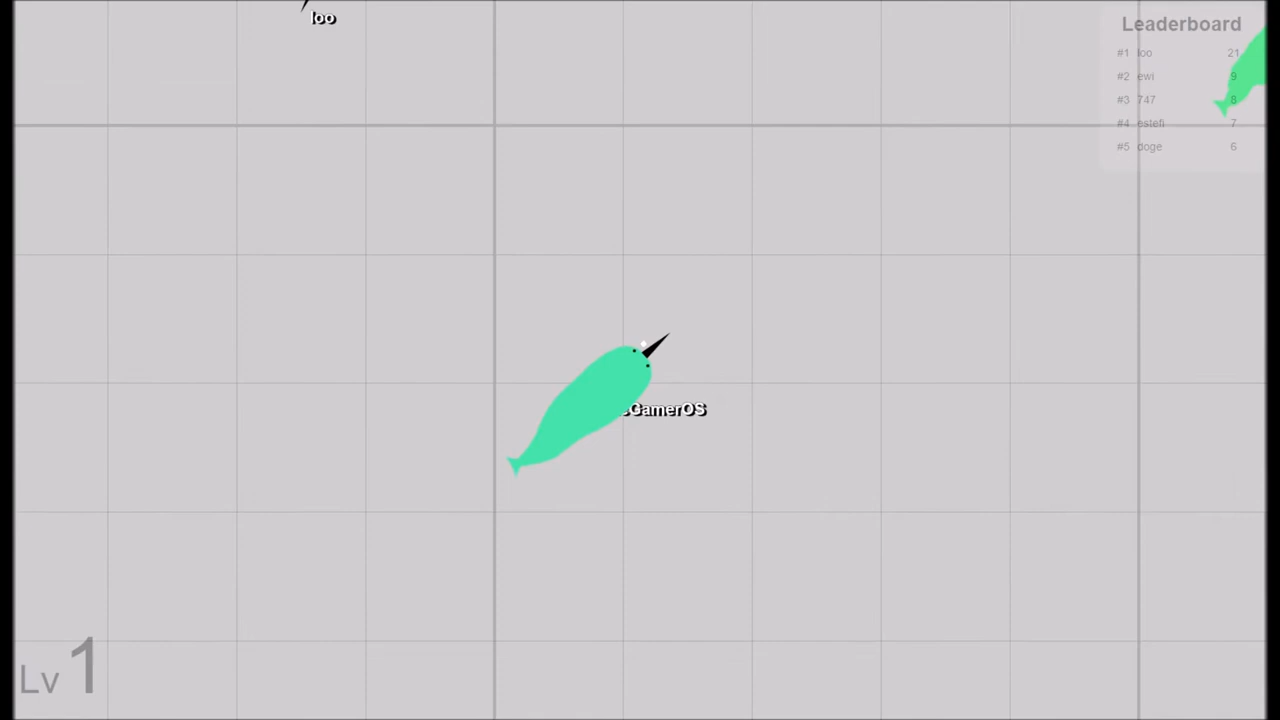 loo
Leaderboard
#1 loo 21
#2 ewi 9
#3 747 8
#4 estefi 7
#5 doge 6
GamerOS
Lv 1